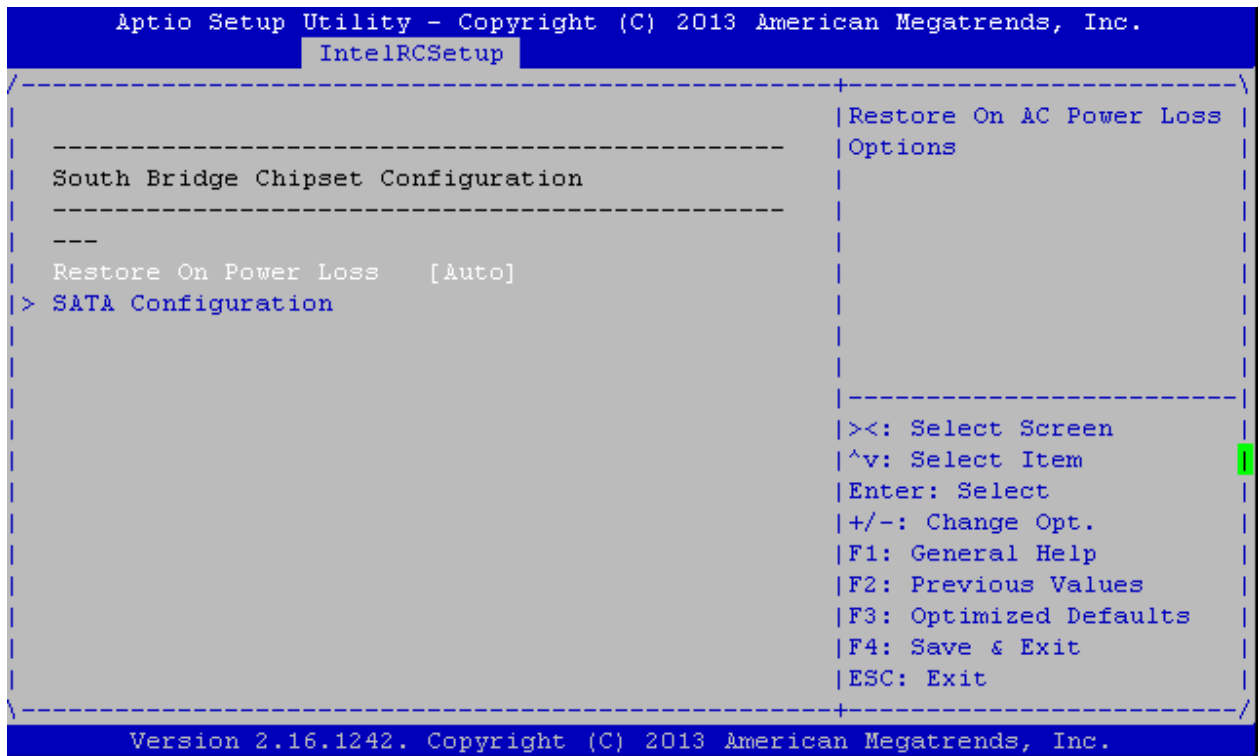 Aptio Setup Utility - Copyright (C) 2013 American Megatrends, Inc.
IntelRCSetup
/----------------------------------------------------+-------------------------\
Restore On AC Power Loss
-----------------------------------------------
Options
South Bridge Chipset Configuration
-----------------------------------------------
---
Restore On Power Loss [Auto]
> SATA Configuration
-------------------------
><: Select Screen
^v: Select Item
Enter: Select
+/-: Change Opt.
F1: General Help
F2: Previous Values
F3: Optimized Defaults
F4: Save & Exit
ESC: Exit
\----------------------------------------------------+-------------------------/
Version 2.16.1242. Copyright (C) 2013 American Megatrends, Inc.